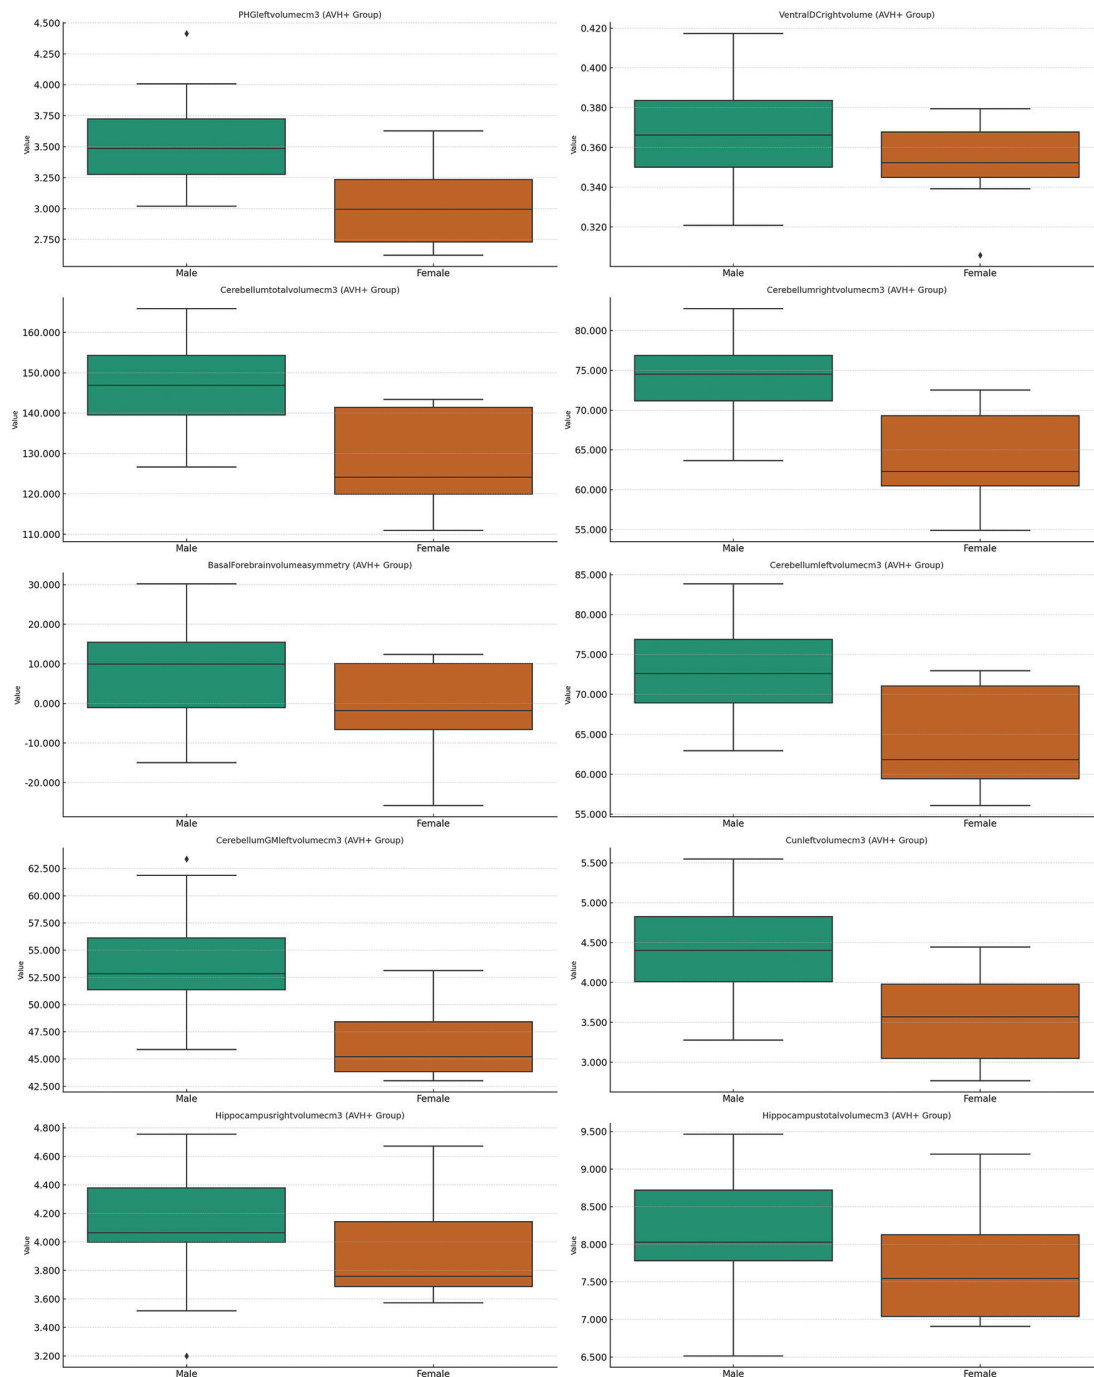 PHGleftvolumecm3 (AVH+ Group)
4.500
4.250
4.000
3.750
3.500
3.250
3.000
2.750
Value
Male
Female
VentralDCrightvolume (AVH+ Group)
0.420
0.400
0.380
0.360
0.340
0.320
Value
Male
Female
Cerebellumtotalvolumecm3 (AVH+ Group)
160.000
150.000
140.000
130.000
120.000
110.000
Value
Male
Female
Cerebellumrightvolumecm3 (AVH+ Group)
80.000
75.000
70.000
65.000
60.000
55.000
Value
Male
Female
BasalForebrainvolumeasymmetry (AVH+ Group)
30.000
20.000
10.000
0.000
-10.000
-20.000
Value
Male
Female
Cerebellumleftvolumecm3 (AVH+ Group)
85.000
80.000
75.000
70.000
65.000
60.000
55.000
Value
Male
Female
CerebellumGMleftvolumecm3 (AVH+ Group)
62.500
60.000
57.500
55.000
52.500
50.000
47.500
45.000
42.500
Value
Male
Female
Cunleftvolumecm3 (AVH+ Group)
5.500
5.000
4.500
4.000
3.500
3.000
Value
Male
Female
Hippocampusrightvolumecm3 (AVH+ Group)
4.800
4.600
4.400
4.200
4.000
3.800
3.600
3.400
3.200
Value
Male
Female
Hippocampustotalvolumecm3 (AVH+ Group)
9.500
9.000
8.500
8.000
7.500
7.000
6.500
Value
Male
Female